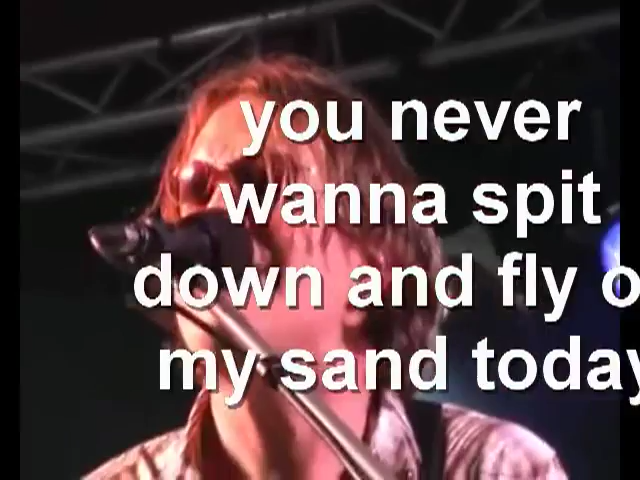 you never
wanna spit
down and fly o
my sand today